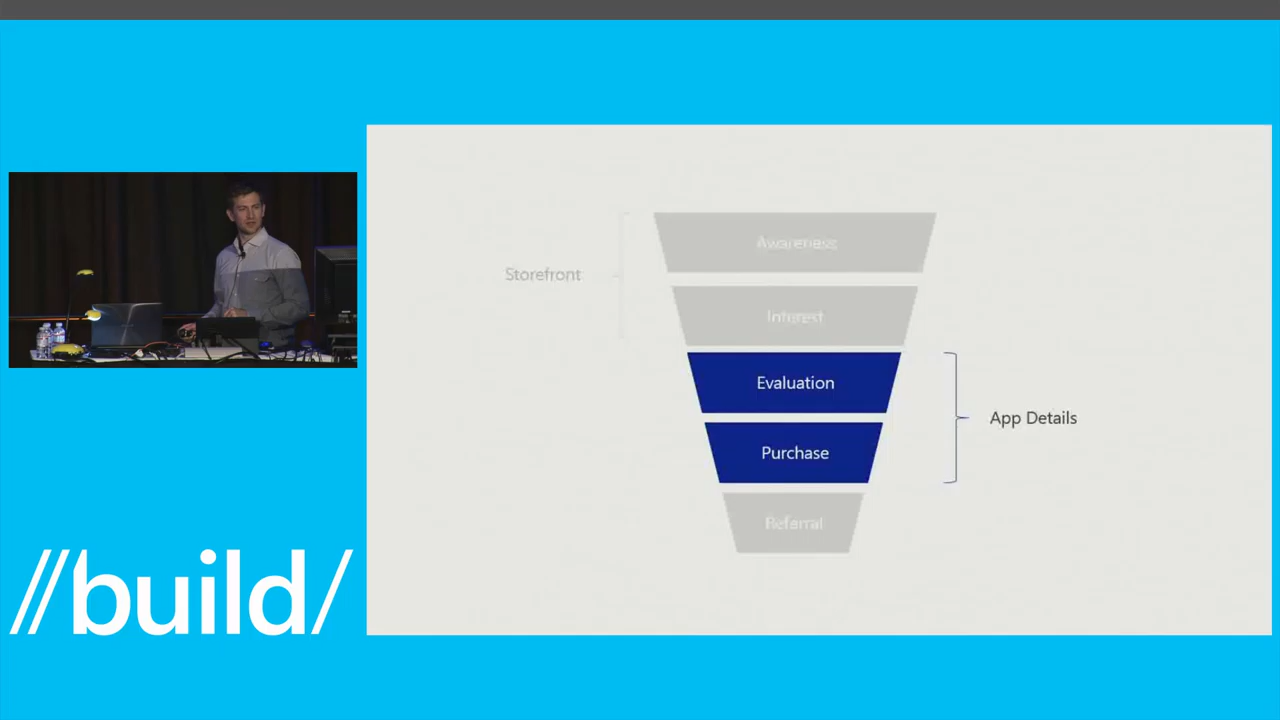 Awareness
Storefront
Interest
Evaluation
App Details
Purchase
Referral
//build/